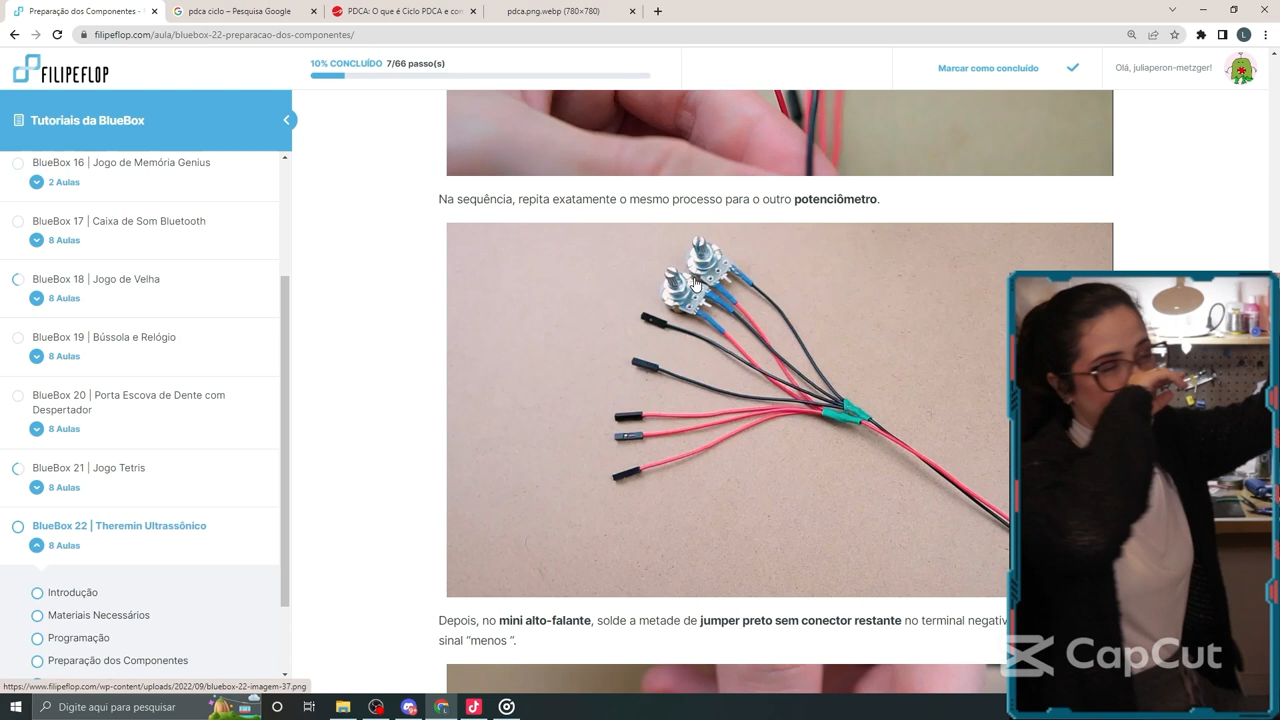 Preparação dos Componentes -
pdca ciclo – Pesquisa Google
PDCA: O que é Ciclo PDCA e con
pdca.png.webp (780×780)
filipeflop.com/aula/bluebox-22-preparacao-dos-componentes/
L
FILIPEFLOP
10% CONCLUÍDO 7/66 passo(s)
Marcar como concluído
Olá, juliaperon-metzger!
Tutoriais da BlueBox
BlueBox 16 | Jogo de Memória Genius
2 Aulas
BlueBox 17 | Caixa de Som Bluetooth
8 Aulas
BlueBox 18 | Jogo de Velha
8 Aulas
BlueBox 19 | Bússola e Relógio
8 Aulas
BlueBox 20 | Porta Escova de Dente com
Despertador
8 Aulas
BlueBox 21 | Jogo Tetris
8 Aulas
BlueBox 22 | Theremin Ultrassônico
8 Aulas
Introdução
Materiais Necessários
Programação
Preparação dos Componentes
Na sequência, repita exatamente o mesmo processo para o outro potenciômetro.
Depois, no mini alto-falante, solde a metade de jumper preto sem conector restante no terminal negativ
sinal “menos ”.
CapCut
https://www.filipeflop.com/wp-content/uploads/2022/09/bluebox-22-imagem-37.png
Digite aqui para pesquisar